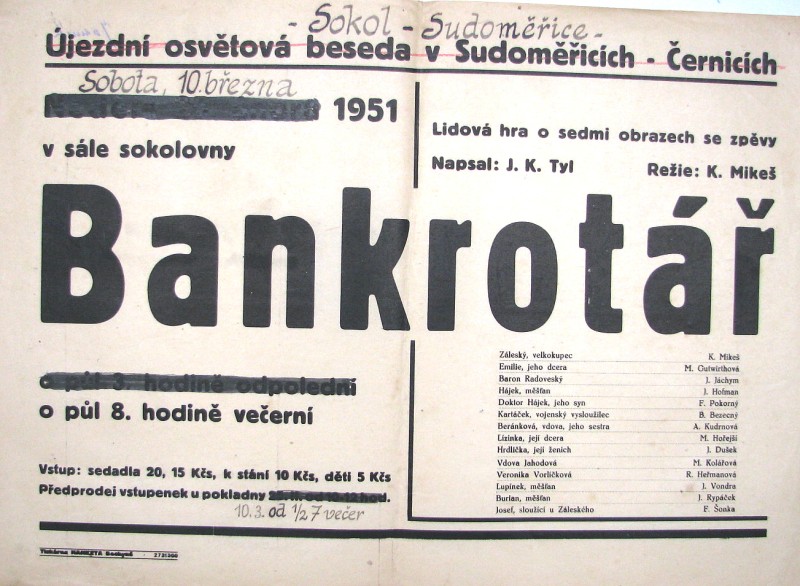 - Sokol - Sudoměřice -
Újezdní osvětová beseda v Sudoměřicích - Černicích
Sobota, 10. března
1951
v sále sokolovny
Lidová hra o sedmi obrazech se zpěvy
Napsal: J. K. Tyl Režie: K. Mikeš
Bankrotář
o půl 3. hodině odpolední
o půl 8. hodině večerní
Vstup: sedadla 20, 15 Kčs, k stání 10 Kčs, děti 5 Kčs
Předprodej vstupenek u pokladny
10.3. od 1/2 7 večer
Záleský, velkokupec K. Mikeš
Emilie, jeho dcera M. Gutwirthová
Baron Radoveský J. Jáchym
Hájek, měšťan J. Hofman
Doktor Hájek, jeho syn F. Pokorný
Kartáček, vojenský vysloužilec B. Bezecný
Beránková, vdova, jeho sestra A. Kudrnová
Lizinka, její dcera M. Hořejší
Hrdlička, její ženich J. Dušek
Vdova Jahodová M. Kolářová
Veronika Vorlíčková R. Heřmanová
Lupínek, měšťan J. Vondra
Burlan, měšťan J. Rypáček
Josef, sloužící u Záleského F. Šonka
Tiskárna Bechyně